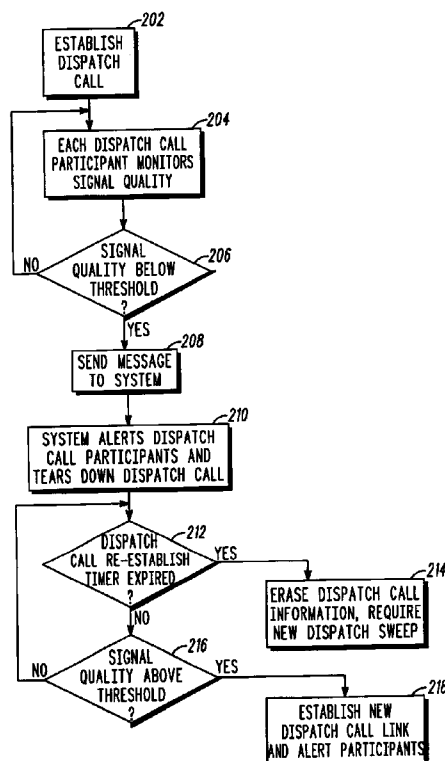 202
ESTABLISH
DISPATCH
CALL
204
EACH DISPATCH CALL
PARTICIPANT MONITORS
SIGNAL QUALITY
206
SIGNAL
QUALITY BELOW
THRESHOLD
?
NO
YES
208
SEND MESSAGE
TO SYSTEM
210
SYSTEM ALERTS DISPATCH
CALL PARTICIPANTS AND
TEARS DOWN DISPATCH CALL
212
DISPATCH
CALL RE-ESTABLISH
TIMER EXPIRED
?
YES
NO
214
ERASE DISPATCH CALL
INFORMATION, REQUIRE
NEW DISPATCH SWEEP
216
SIGNAL
QUALITY ABOVE
THRESHOLD
?
NO
YES
218
ESTABLISH NEW
DISPATCH CALL LINK
AND ALERT PARTICIPANTS